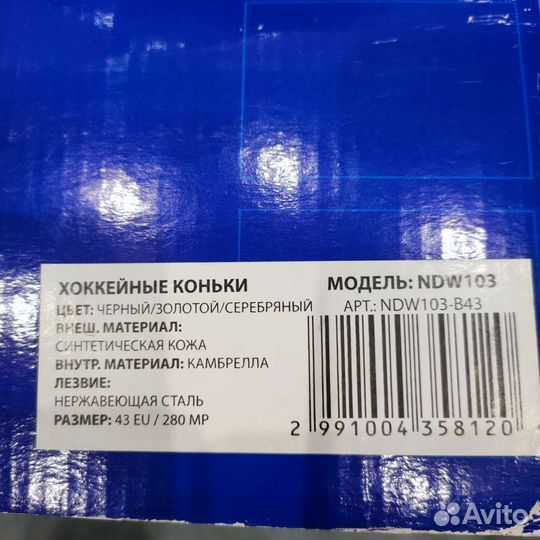 ХОККЕЙНЫЕ КОНЬКИ
МОДЕЛЬ: NDW103
ЦВЕТ: ЧЕРНЫЙ/ЗОЛОТОЙ/СЕРЕБРЯНЫЙ
АРТ.: NDW103-B43
ВНЕШ. МАТЕРИАЛ:
СИНТЕТИЧЕСКАЯ КОЖА
ВНУТР. МАТЕРИАЛ: КАМБРЕЛЛА
ЛЕЗВИЕ:
НЕРЖАВЕЮЩАЯ СТАЛЬ
РАЗМЕР: 43 EU / 280 MP
2 991004 358120
Avito